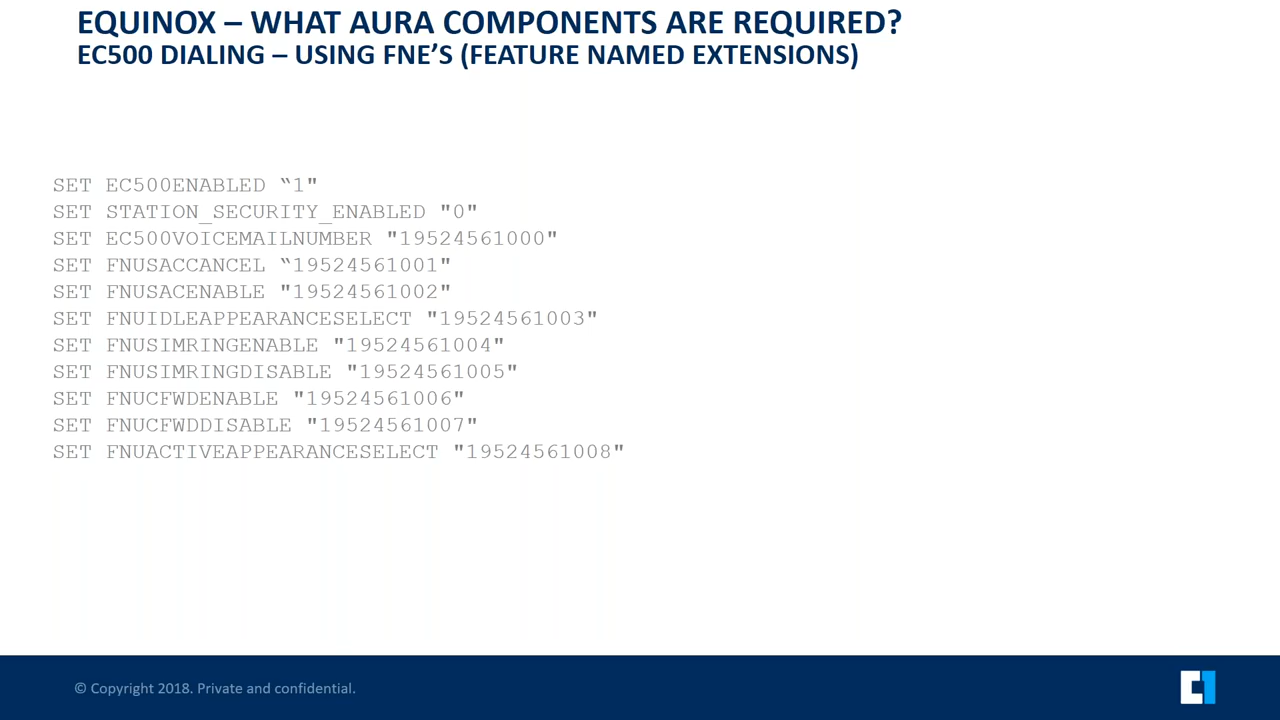 EQUINOX – WHAT AURA COMPONENTS ARE REQUIRED?
EC500 DIALING – USING FNE'S (FEATURE NAMED EXTENSIONS)
SET EC500ENABLED “1"
SET STATION_SECURITY_ENABLED "0"
SET EC500VOICEMAILNUMBER "19524561000"
SET FNUSACCANCEL “19524561001"
SET FNUSACENABLE "19524561002"
SET FNUIDLEAPPEARANCESELECT "19524561003"
SET FNUSIMRINGENABLE "19524561004"
SET FNUSIMRINGDISABLE "19524561005"
SET FNUCFWDENABLE "19524561006"
SET FNUCFWDDISABLE "19524561007"
SET FNUACTIVEAPPEARANCESELECT "19524561008"
© Copyright 2018. Private and confidential.